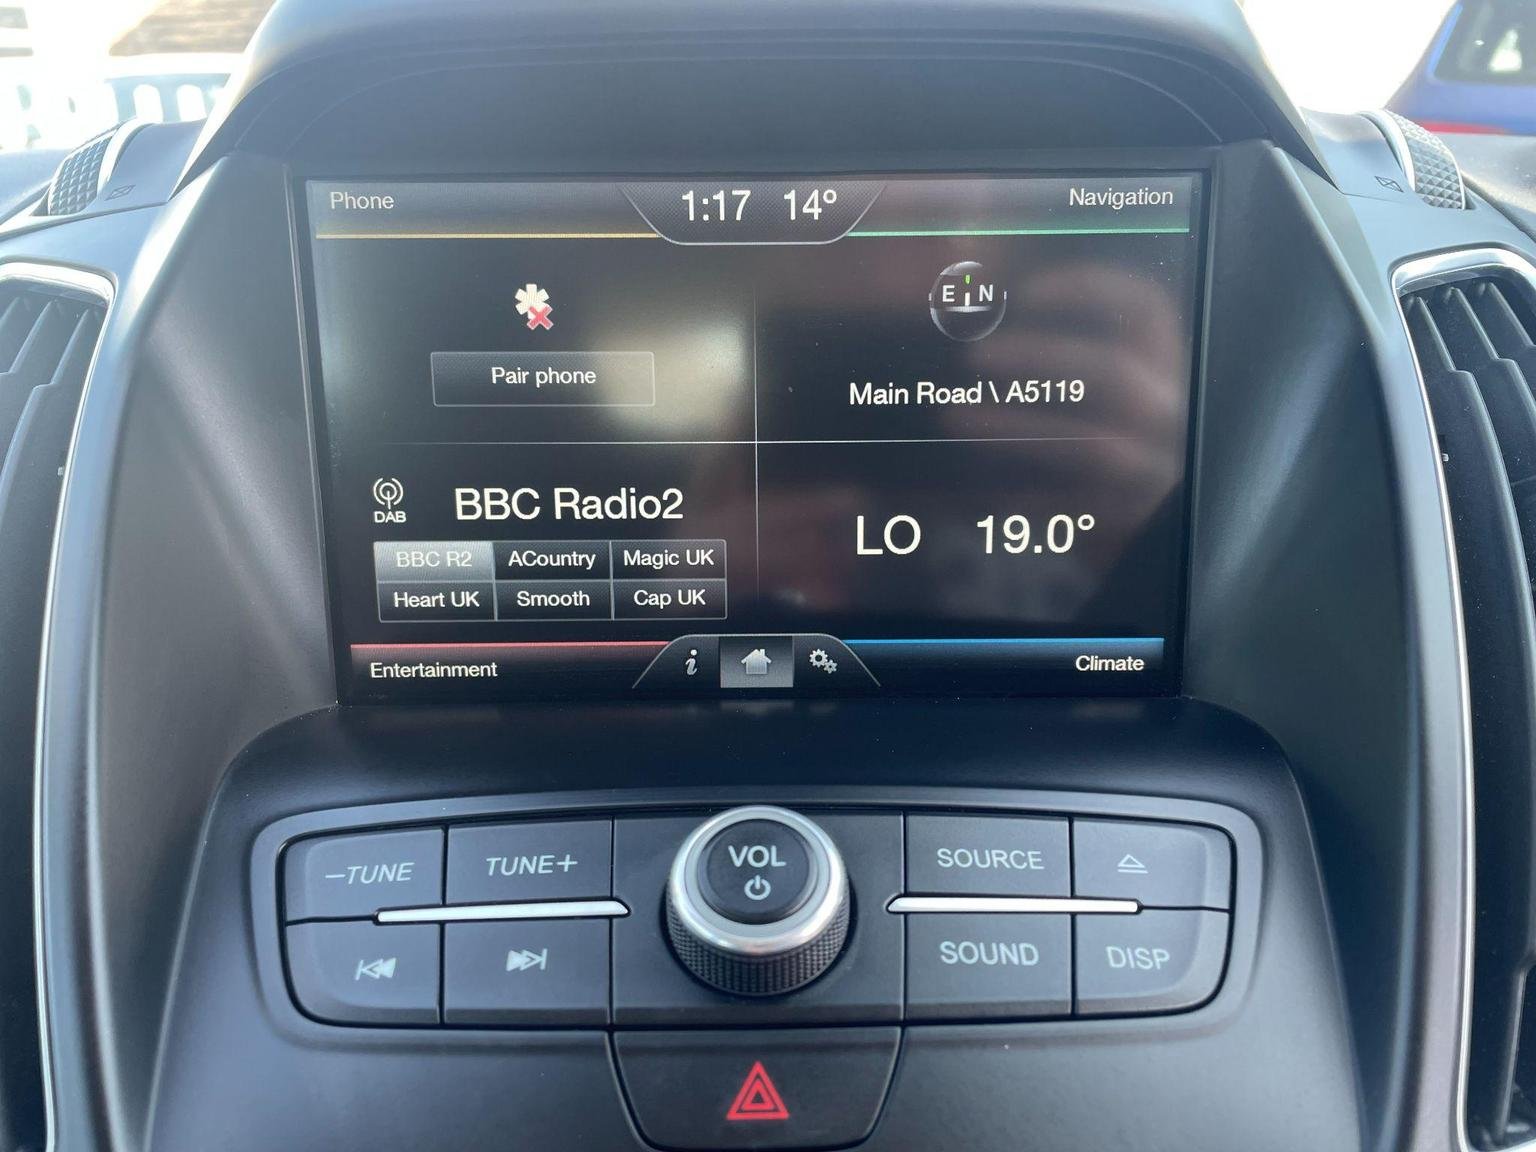 Phone
1:17 14°
Navigation
E N
Pair phone
Main Road \ A5119
DAB
BBC Radio2
LO 19.0°
BBC R2 ACountry Magic UK
Heart UK Smooth Cap UK
Entertainment
i
Climate
−TUNE TUNE+
VOL
SOURCE
SOUND DISP